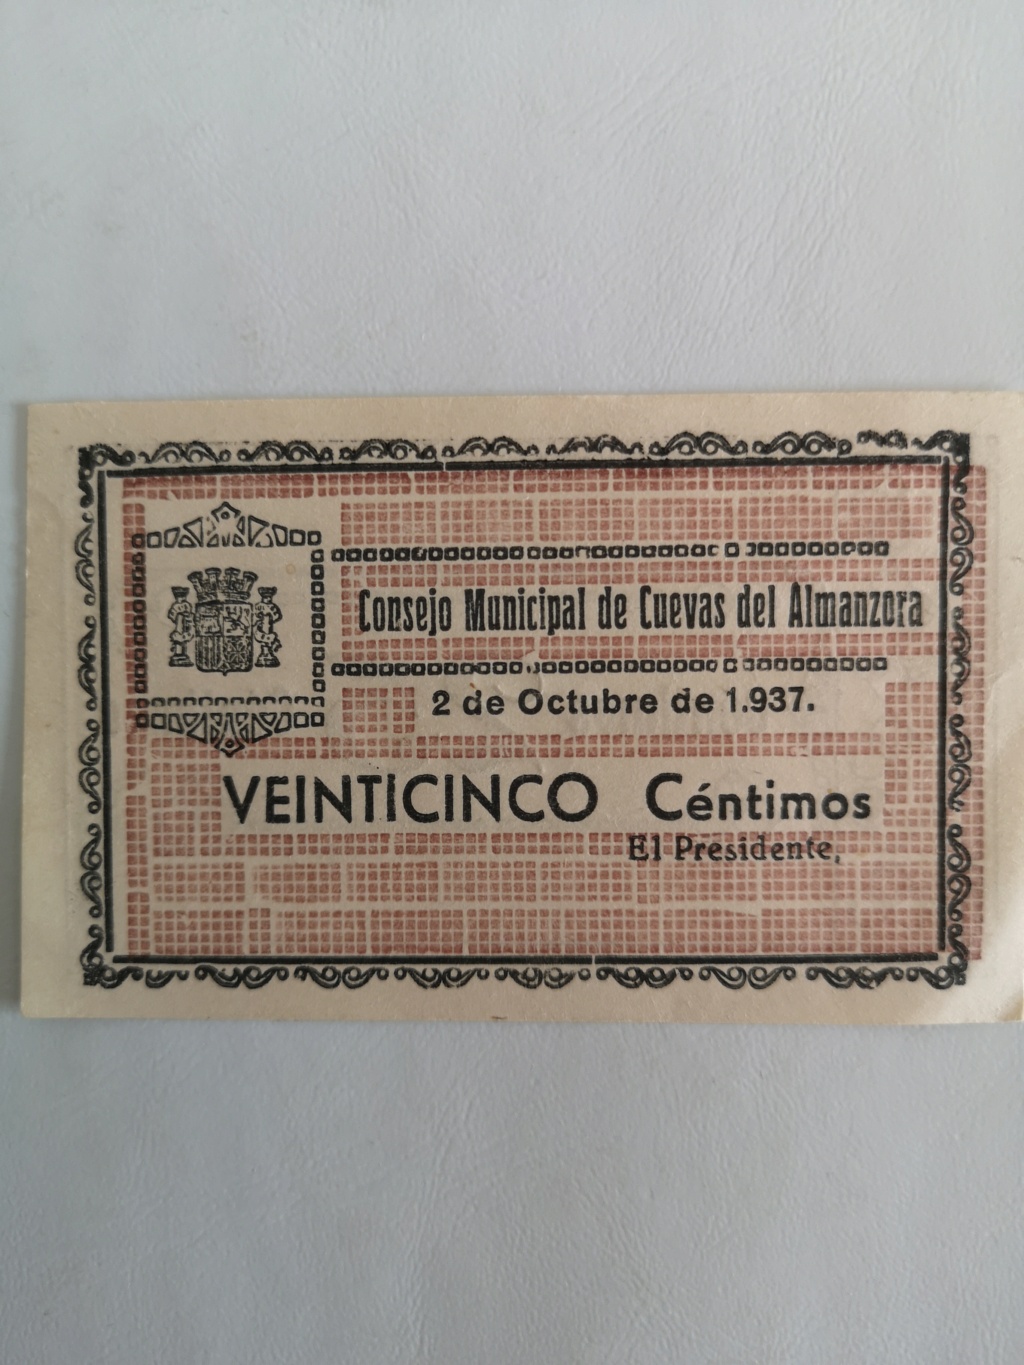 Consejo Municipal de Cuevas del Almanzora
2 de Octubre de 1.937.
VEINTICINCO Céntimos
El Presidente,